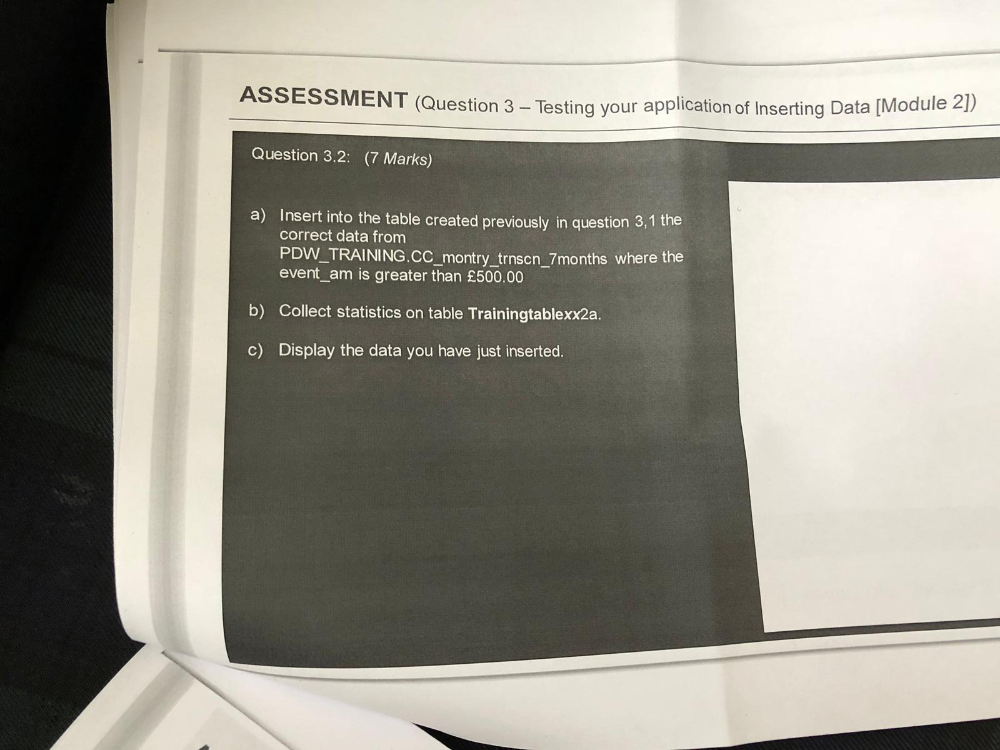 ASSESSMENT (Question 3 – Testing your application of Inserting Data [Module 2])
Question 3.2: (7 Marks)
a) Insert into the table created previously in question 3,1 the
correct data from
PDW_TRAINING.CC_montry_trnscn_7months where the
event_am is greater than £500.00
b) Collect statistics on table Trainingtablexx2a.
c) Display the data you have just inserted.